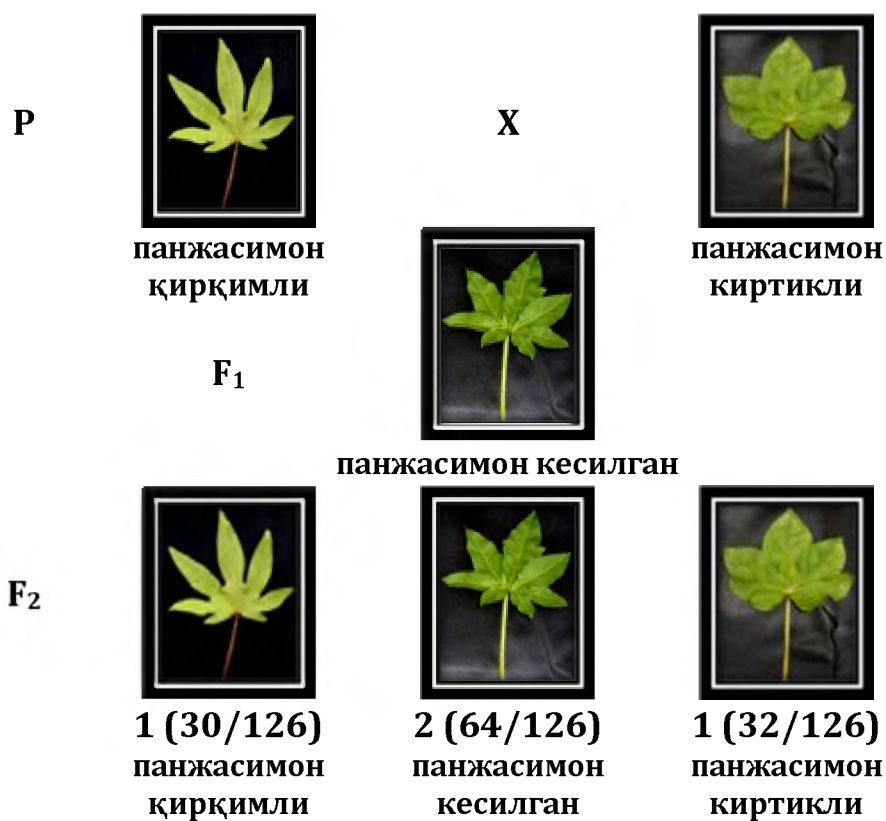 P X
панжасимон қирқимли
панжасимон киртикли
F₁
панжасимон кесилган
F₂
1 (30/126) 2 (64/126) 1 (32/126)
панжасимон панжасимон панжасимон
қирқимли кесилган киртикли